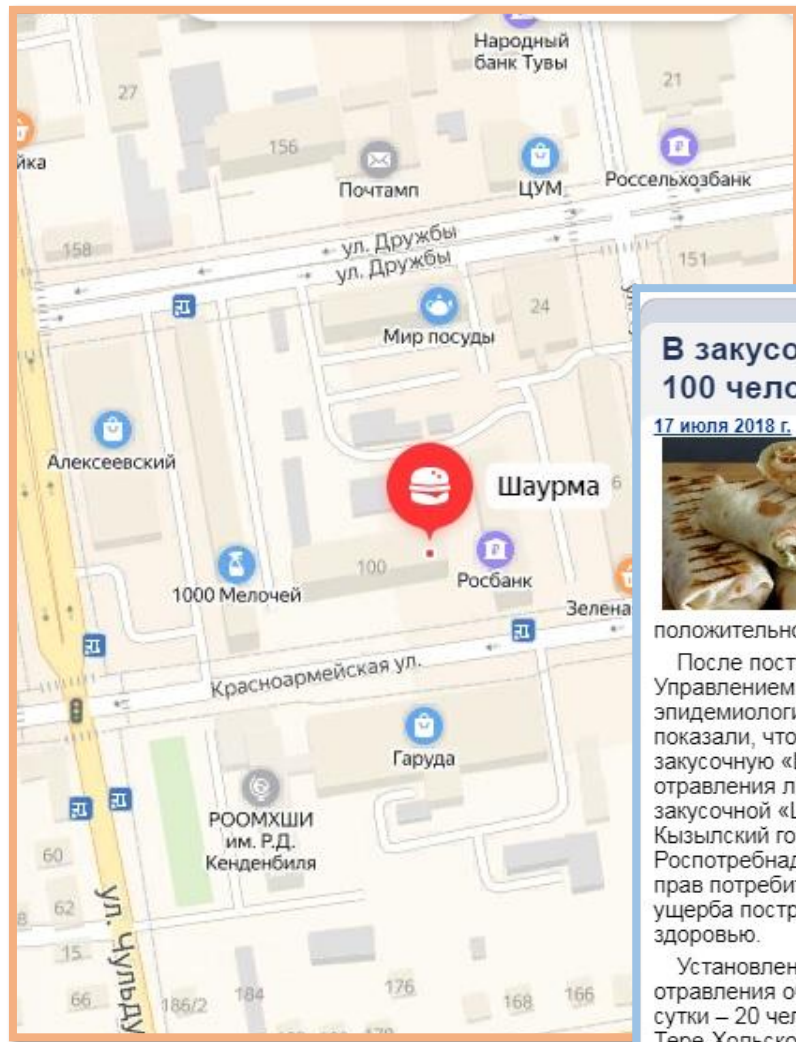 Народный
банк Тувы
27
21
156
Почтамп
ЦУМ
Россельхозбанк
158
ул. Дружбы
ул. Дружбы
151
Мир посуды
24
Алексеевский
Шаурма
6
100
1000 Мелочей
Росбанк
Зелена
Красноармейская ул.
Гаруда
РООМХШИ
им. Р.Д.
Кенденбиля
60
62
15
66
ул. Чульду
186/2
184
176
168
166
В закусо
100 чело
17 июля 2018 г.
положительно
После пост
Управлением
эпидемиологи
показали, что
закусочную «
отравления л
закусочной «
Кызылский го
Роспотребнад
прав потребит
ущерба постр
здоровью.
Установлен
отравления о
сутки – 20 чел
Тере-Хольско